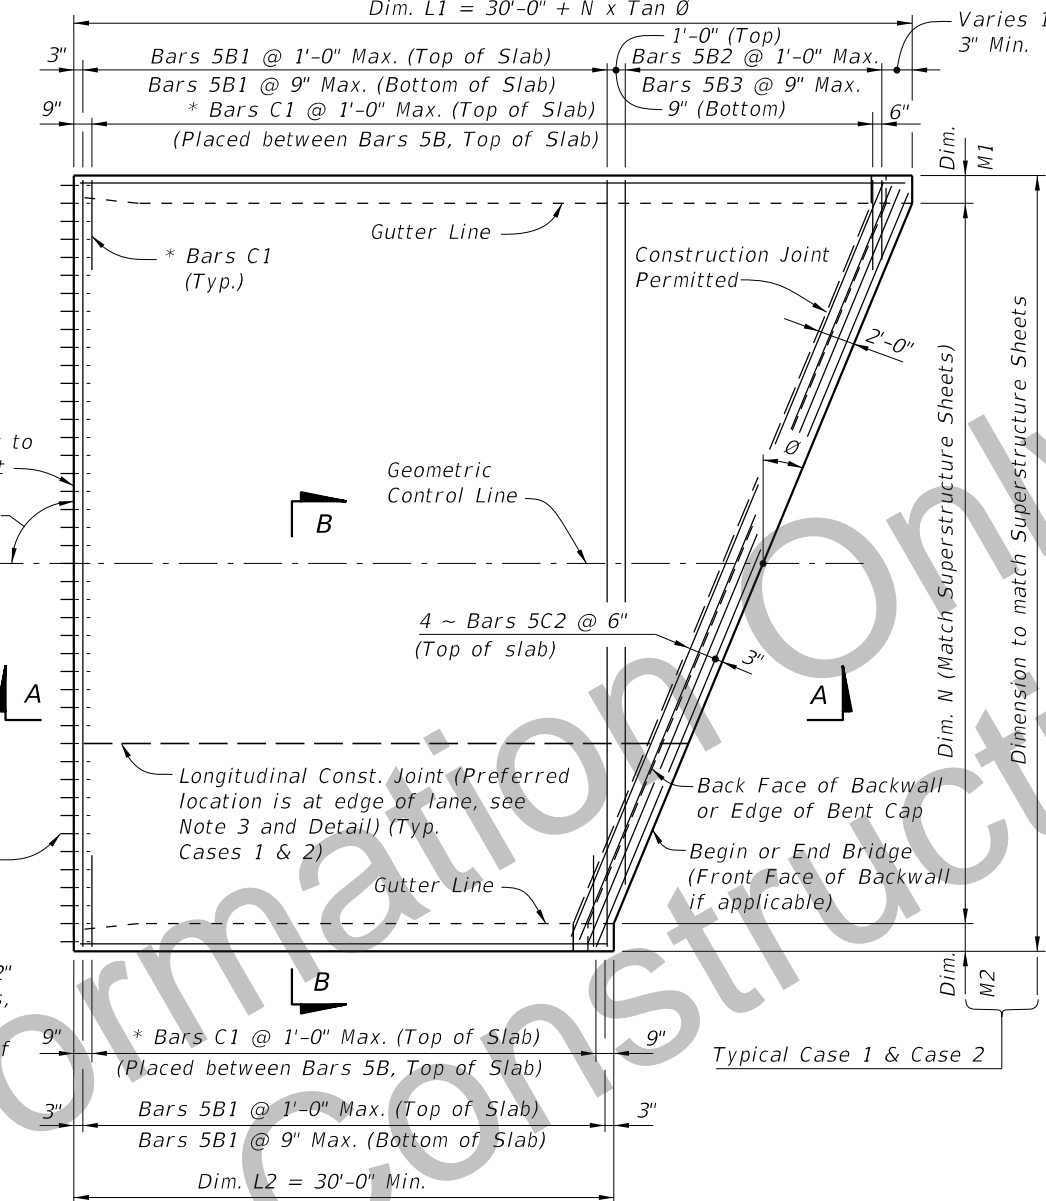 Dim. L1 = 30'-0" + N x Tan Ø
Varies 1
3" Min.
3"
Bars 5B1 @ 1'-0" Max. (Top of Slab)
1'-0" (Top)
Bars 5B2 @ 1'-0" Max.
Bars 5B1 @ 9" Max. (Bottom of Slab)
Bars 5B3 @ 9" Max.
9"
* Bars C1 @ 1'-0" Max. (Top of Slab)
9" (Bottom)
6"
(Placed between Bars 5B, Top of Slab)
Dim.
M1
Gutter Line
* Bars C1
(Typ.)
Construction Joint
Permitted
2'-0"
Ø
to
Geometric
Control Line
B
4 ~ Bars 5C2 @ 6"
(Top of slab)
3"
A
A
Dim. N (Match Superstructure Sheets)
Dimension to match Superstructure Sheets
Longitudinal Const. Joint (Preferred
location is at edge of lane, see
Note 3 and Detail) (Typ.
Cases 1 & 2)
Back Face of Backwall
or Edge of Bent Cap
Begin or End Bridge
(Front Face of Backwall
if applicable)
Gutter Line
B
Dim.
M2
2"
s,
f
9"
* Bars C1 @ 1'-0" Max. (Top of Slab)
9"
(Placed between Bars 5B, Top of Slab)
Typical Case 1 & Case 2
3"
Bars 5B1 @ 1'-0" Max. (Top of Slab)
3"
Bars 5B1 @ 9" Max. (Bottom of Slab)
Dim. L2 = 30'-0" Min.
ormation Only
Construct